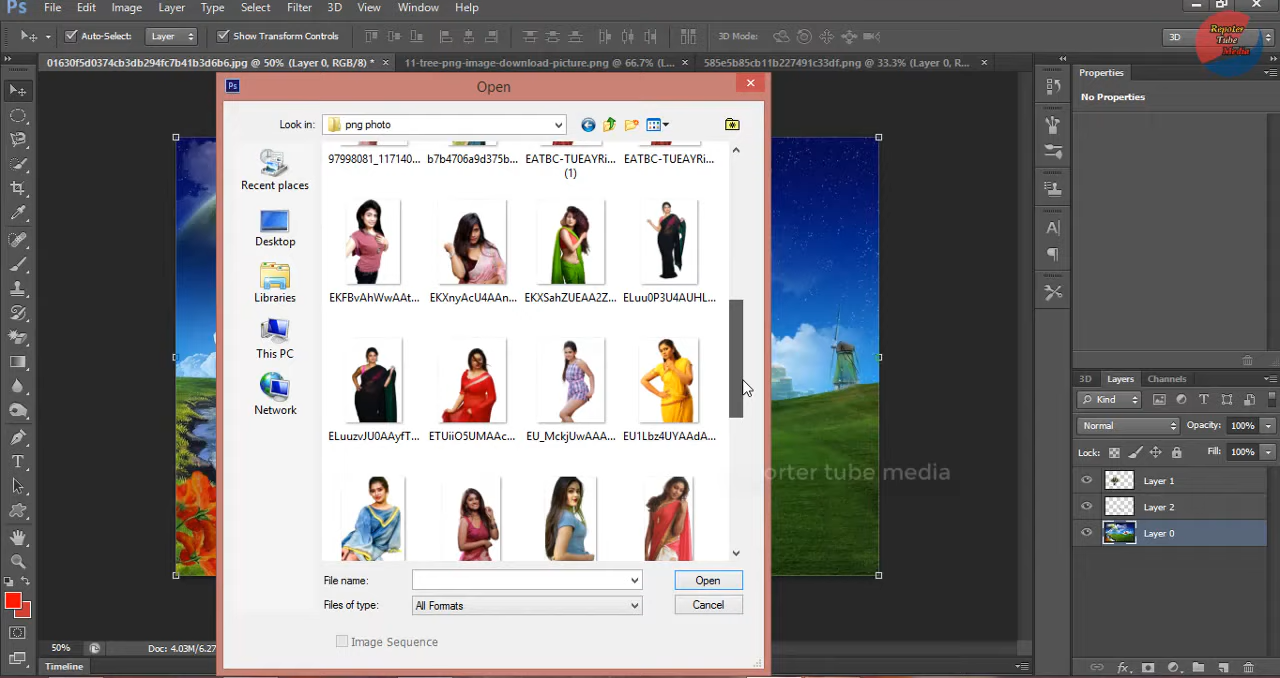 Ps File Edit Image Layer Type Select Filter 3D View Window Help
Auto-Select: Layer Show Transform Controls 3D Mode: 3D
Repoter
Tube
Media
01630f5d0374cb3db294fc7b41b3d6b6.jpg @ 50% (Layer 0, RGB/8) * × 11-tree-png-image-download-picture.png @ 66.7% (L... × 585e5b85cb11b227491c33df.png @ 33.3% (Layer 0, R... ×
Ps Open
Properties
No Properties
Look in: png photo
97998081_117140... b7b4706a9d375b... EATBC-TUEAYRi... EATBC-TUEAYRi...
(1)
Recent places
Desktop
Libraries
This PC
Network
EKFBvAhWwAAt... EKXnyAcU4AAn... EKXSahZUEAA2Z... ELuu0P3U4AUHL...
ELuuzvJU0AAyfT... ETUiiO5UMAAc... EU_MckjUwAAA... EU1Lbz4UYAAdA...
orter tube media
File name: Open
Files of type: All Formats Cancel
Image Sequence
3D Layers Channels
Kind
Normal Opacity: 100%
Lock: Fill: 100%
Layer 1
Layer 2
Layer 0
50% Doc: 4.03M/6.27
Timeline